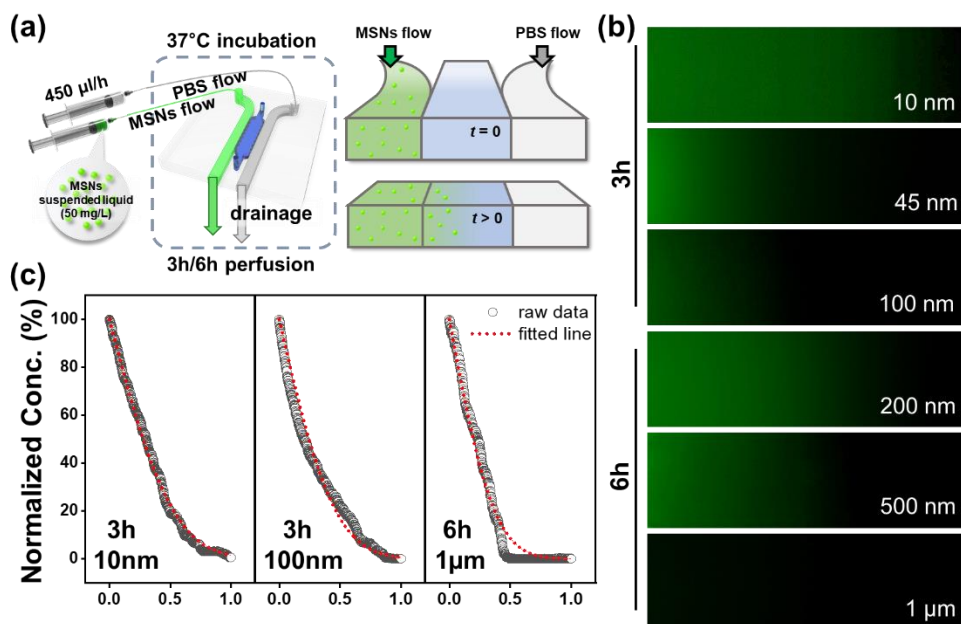 (a)
37°C incubation
450 µl/h
PBS flow
MSNs flow
MSNs
suspended liquid
(50 mg/L)
drainage
3h/6h perfusion
MSNs flow
PBS flow
t = 0
t > 0
(b)
3h
10 nm
45 nm
100 nm
6h
200 nm
500 nm
1 µm
(c)
Normalized Conc. (%)
100
80
60
40
20
0
3h
10nm
3h
100nm
raw data
fitted line
6h
1µm
0.0 0.5 1.0 0.0 0.5 1.0 0.0 0.5 1.0